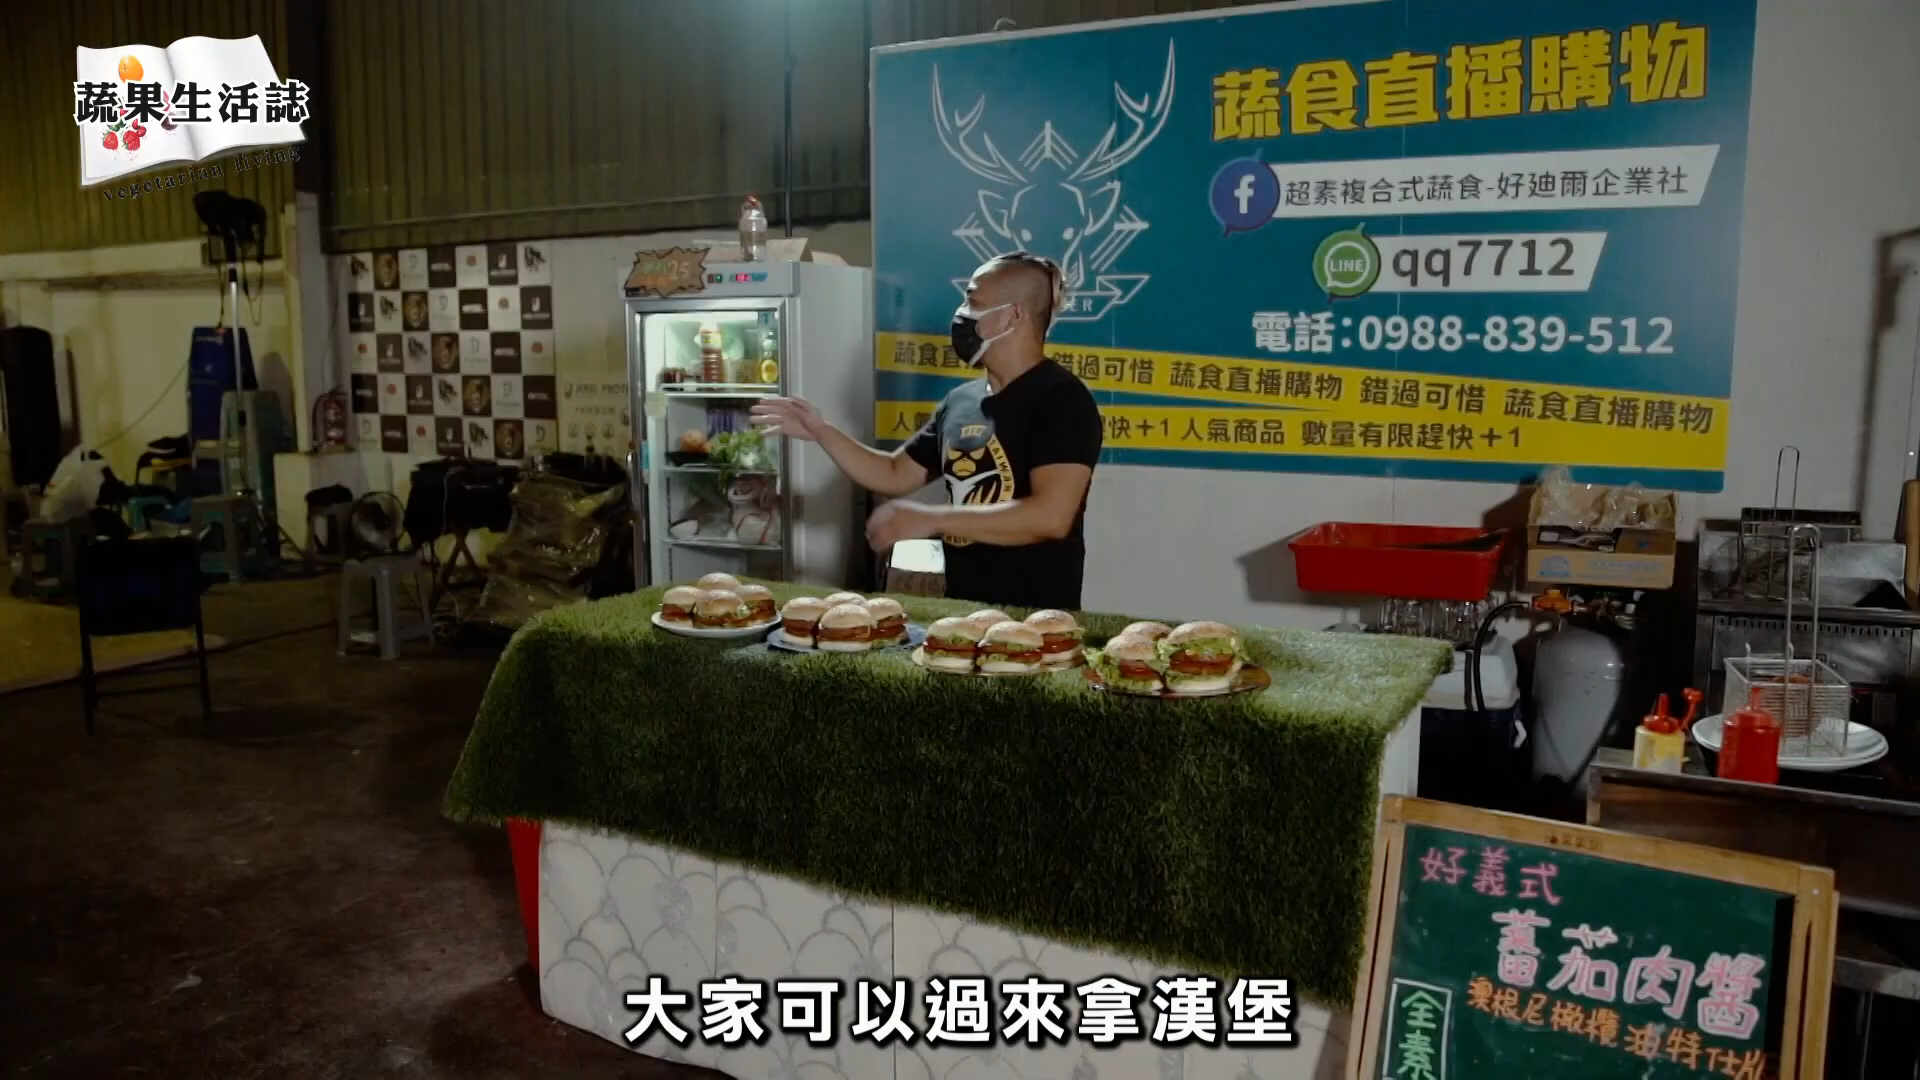 蔬果生活誌
vegetarian living
蔬食直播購物
超素複合式蔬食-好迪爾企業社
LINE
qq7712
電話:0988-839-512
錯過可惜 蔬食直播購物 錯過可惜 蔬食直播購物
快+1 人氣商品 數量有限趕快+1
TAIWAN
好義式
蕃茄肉醬
澳根尼橄欖油特仕版
全素
大家可以過來拿漢堡